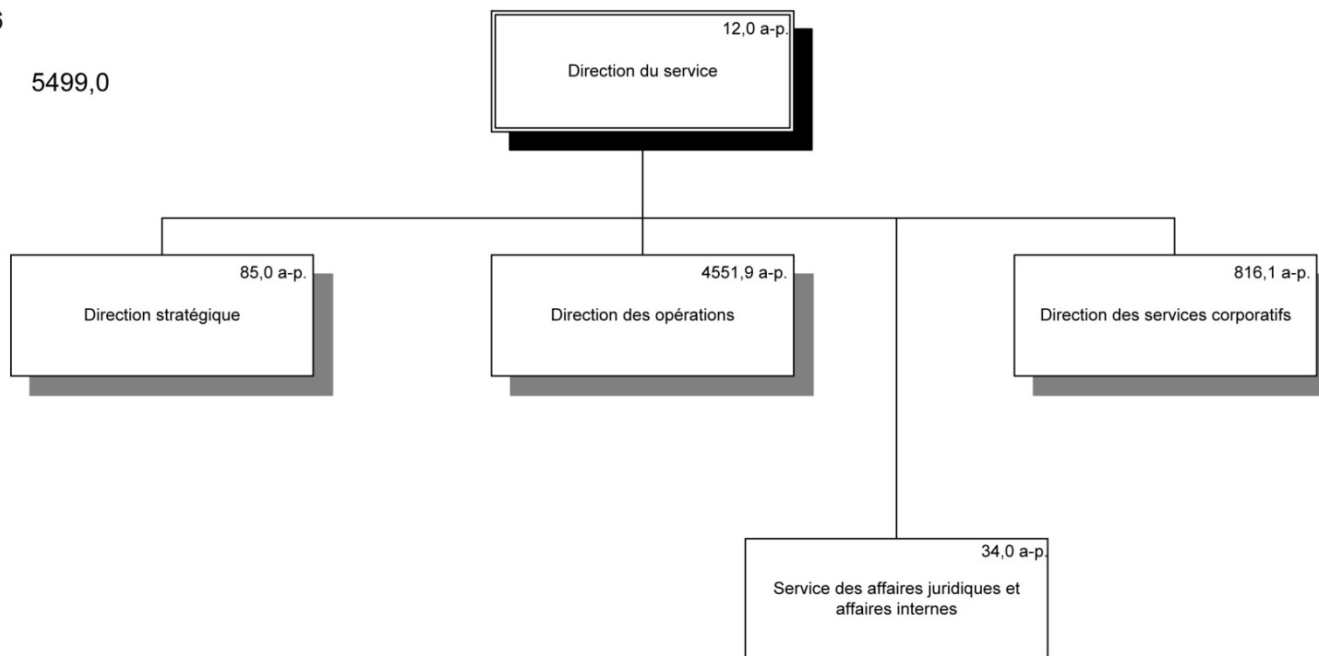 5499,0
12,0 a-p.
Direction du service
85,0 a-p.
Direction stratégique
4551,9 a-p.
Direction des opérations
816,1 a-p.
Direction des services corporatifs
34,0 a-p.
Service des affaires juridiques et
affaires internes